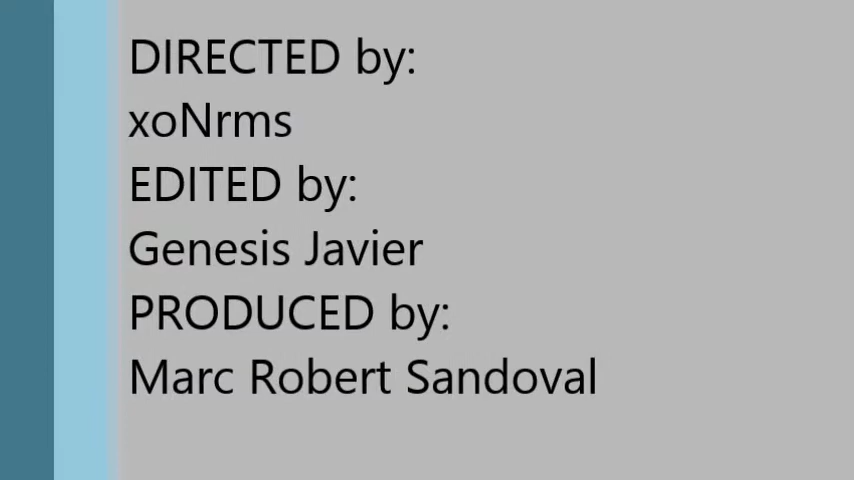 DIRECTED by:
xoNrms
EDITED by:
Genesis Javier
PRODUCED by:
Marc Robert Sandoval